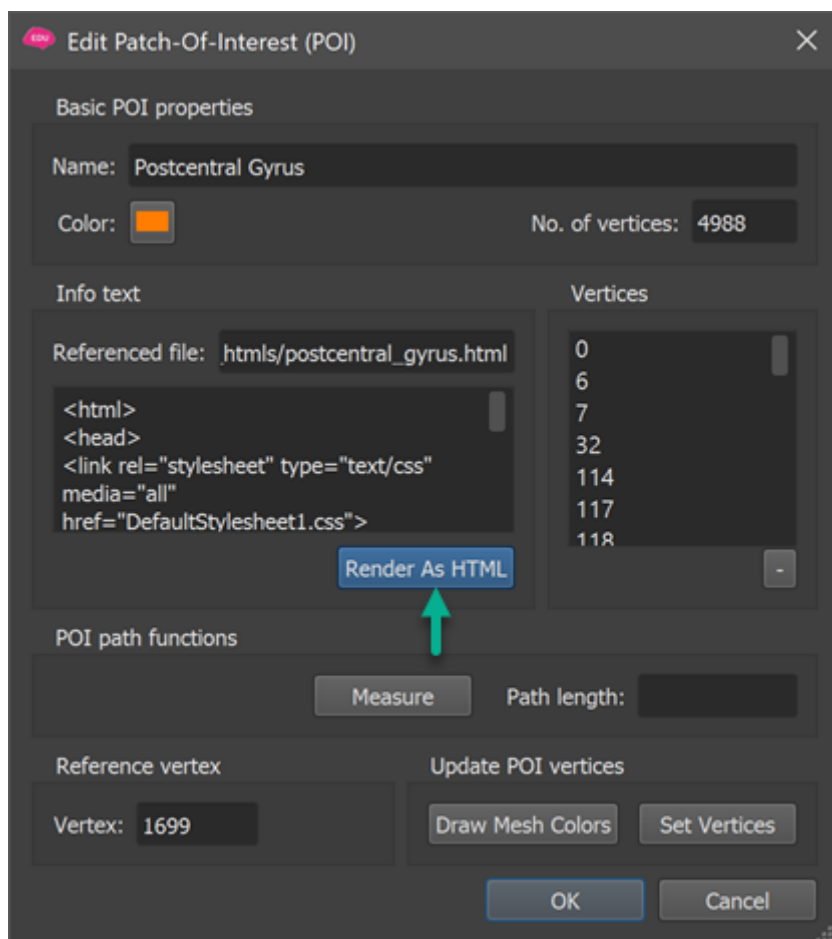 EDU
Edit Patch-Of-Interest (POI)
Basic POI properties
Name: Postcentral Gyrus
Color:
No. of vertices: 4988
Info text
Referenced file: _htmls/postcentral_gyrus.html
<html>
<head>
<link rel="stylesheet" type="text/css"
media="all"
href="DefaultStylesheet1.css">
Render As HTML
Vertices
0
6
7
32
114
117
118
-
POI path functions
Measure
Path length:
Reference vertex
Vertex: 1699
Update POI vertices
Draw Mesh Colors
Set Vertices
OK
Cancel